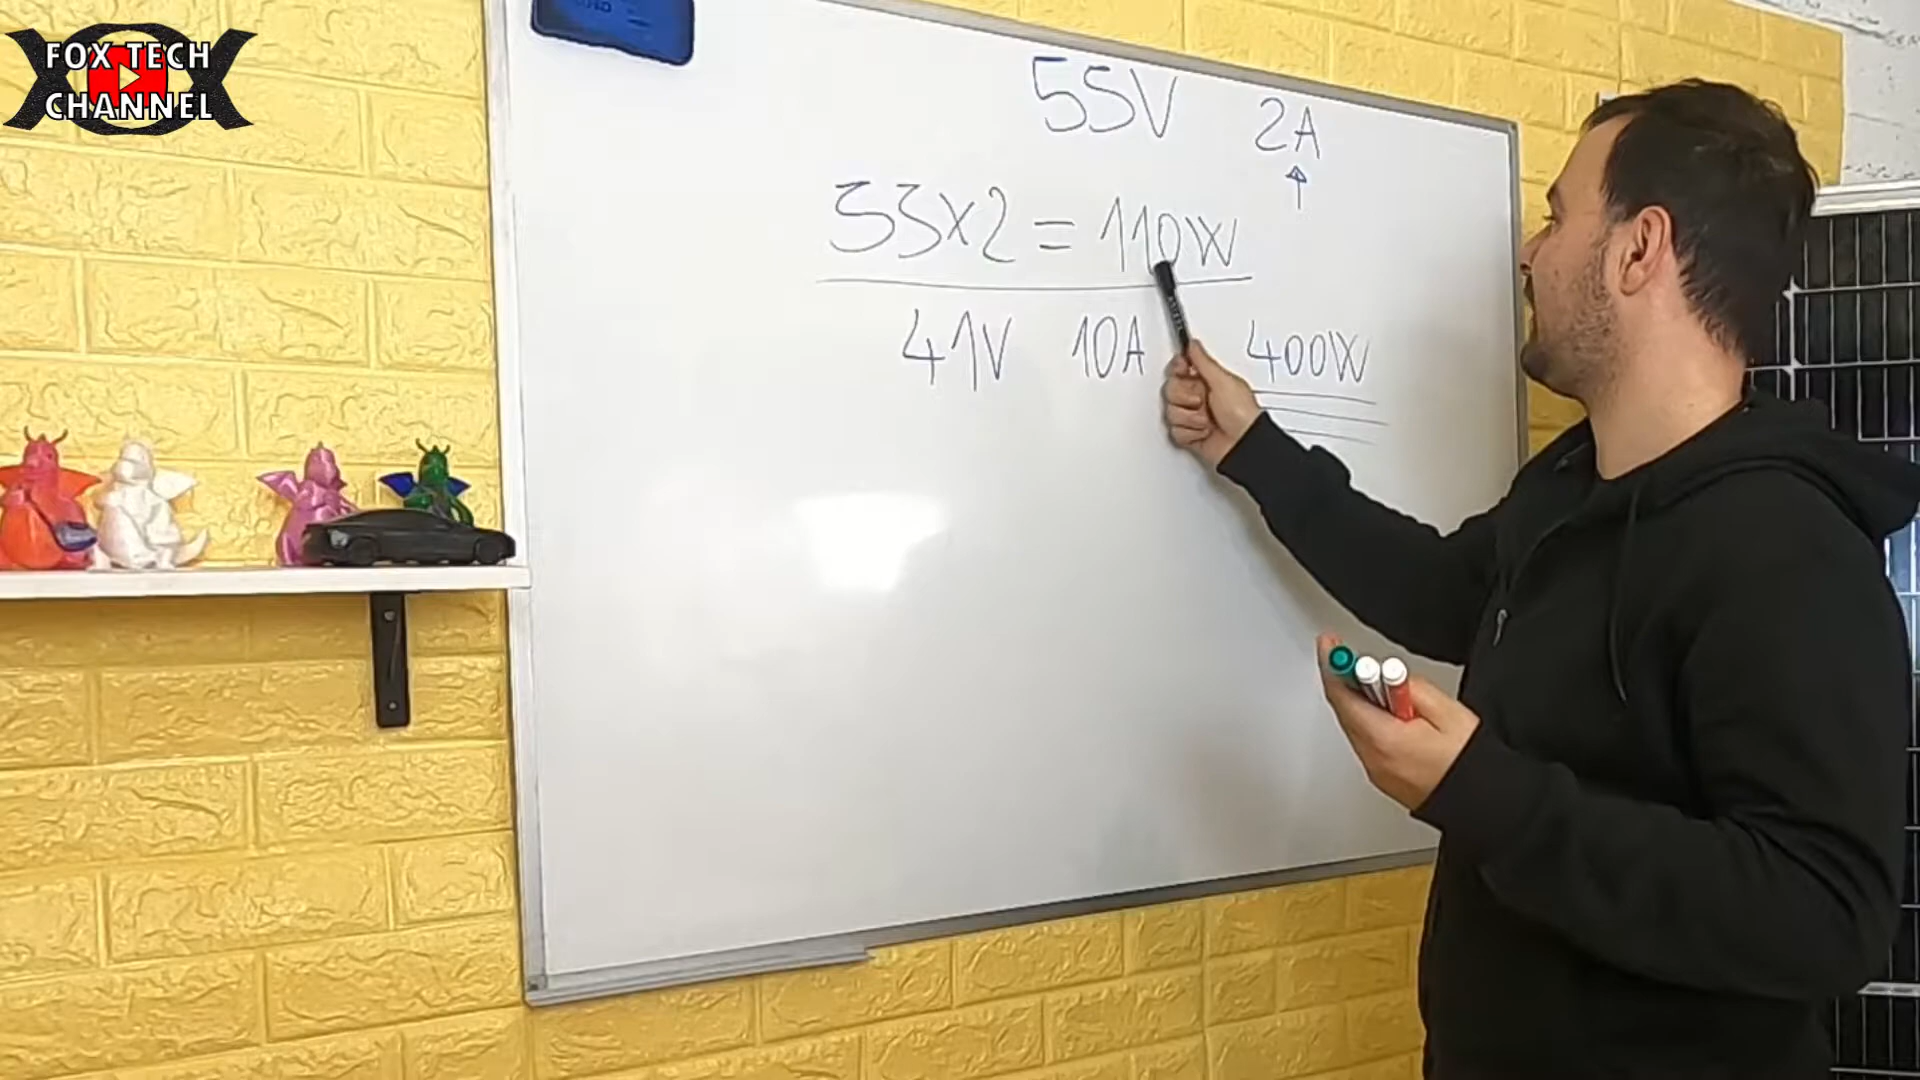 FOX TECH
CHANNEL
55V 2A
55x2 = 110W
41V 10A 400W